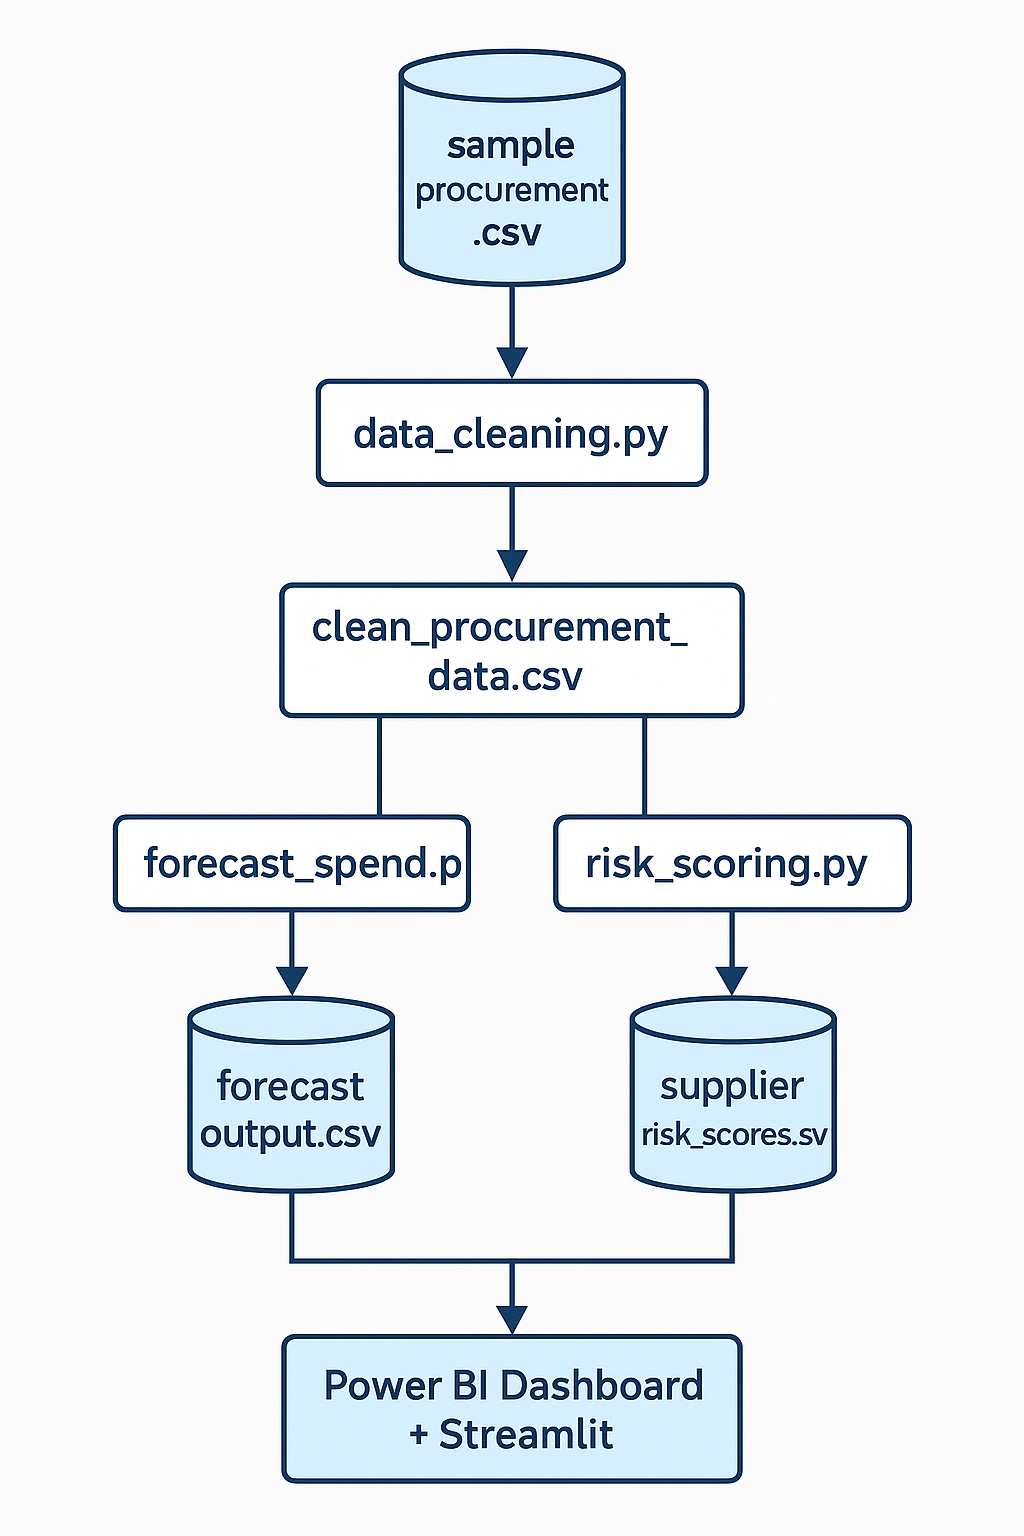 sample
procurement
.csv
data_cleaning.py
clean_procurement_
data.csv
forecast_spend.p
risk_scoring.py
forecast
output.csv
supplier
risk_scores.sv
Power BI Dashboard
+ Streamlit